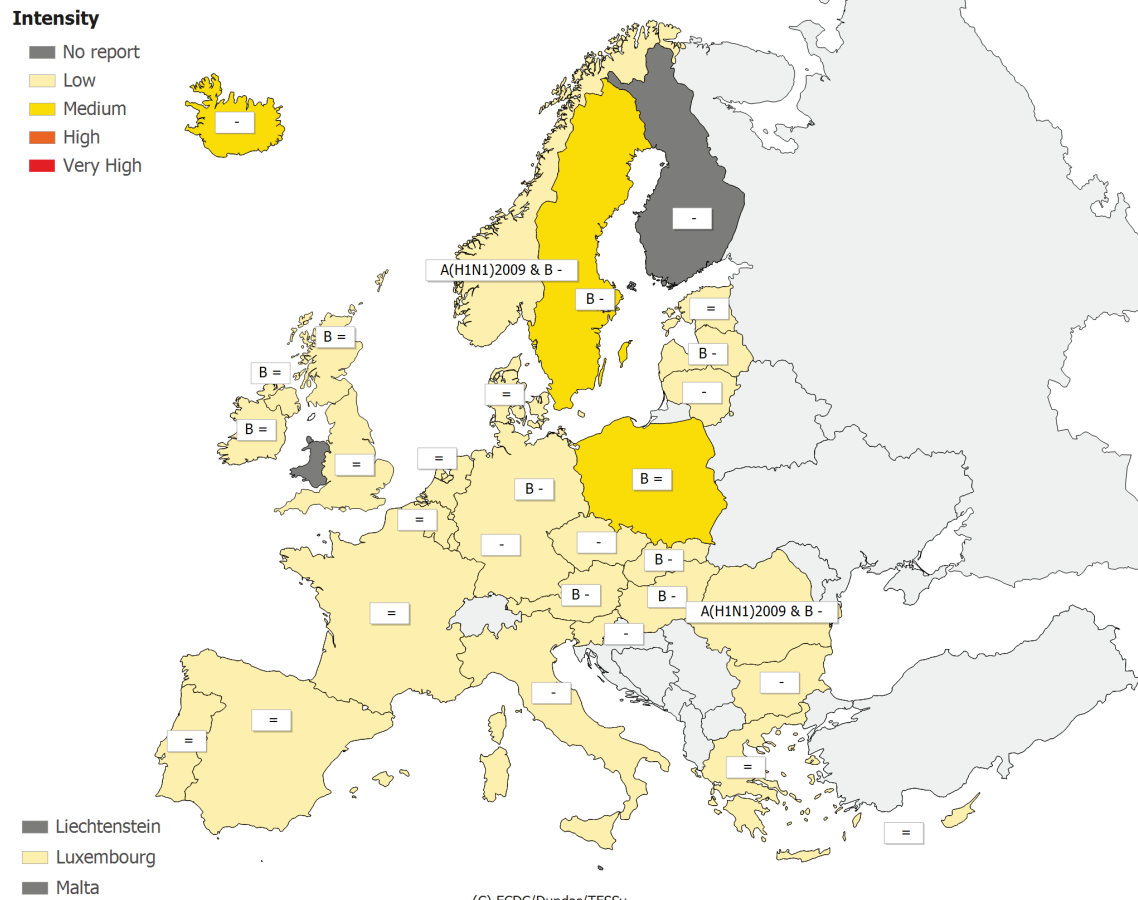 Intensity
No report
Low
Medium
High
Very High
-
-
A(H1N1)2009 & B -
B -
=
B =
B -
B =
-
=
B =
=
=
B =
B -
=
-
-
B -
B -
B -
=
A(H1N1)2009 & B -
-
-
-
=
=
=
=
Liechtenstein
Luxembourg
Malta